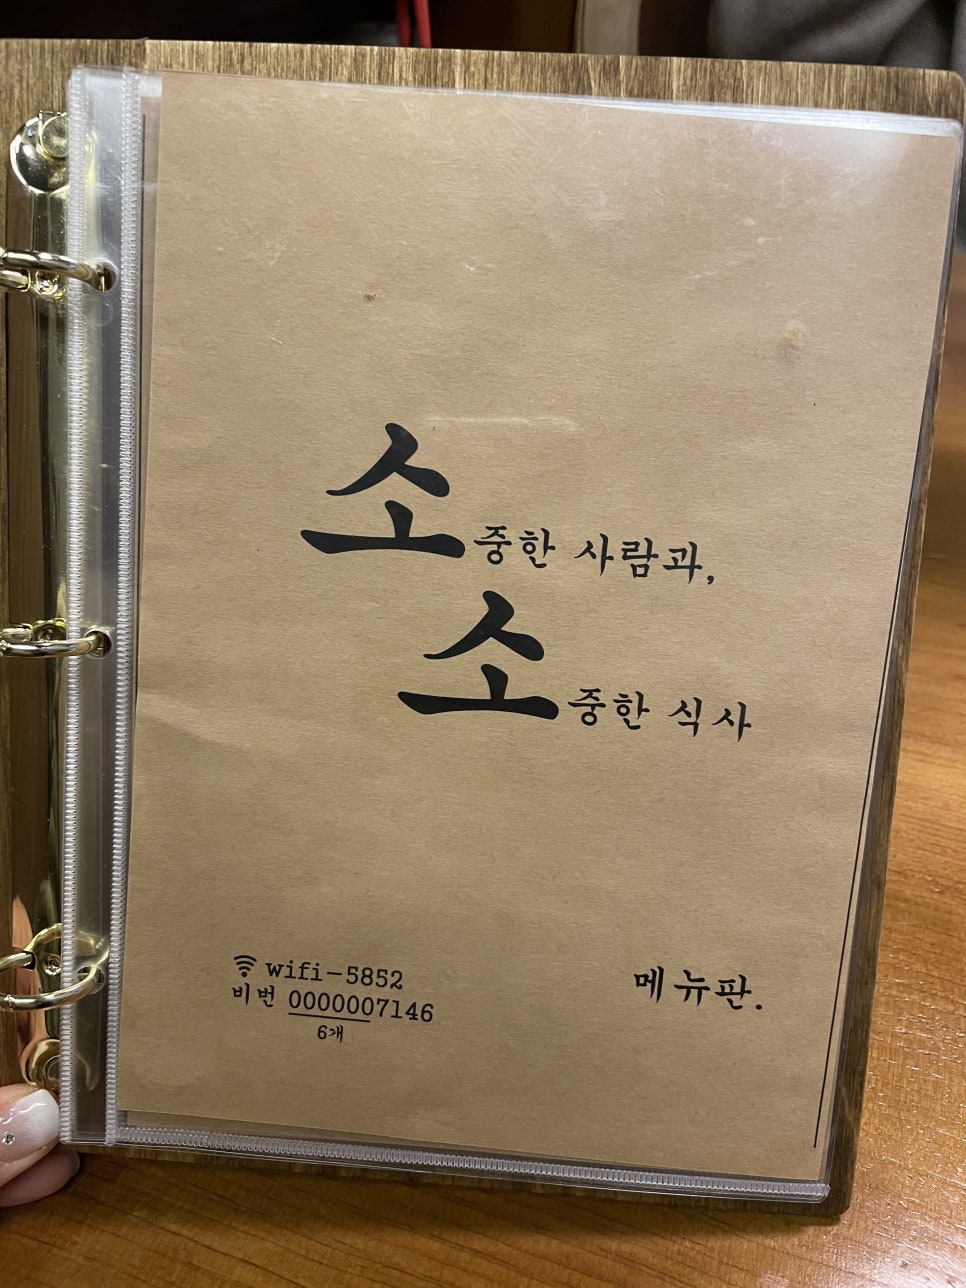 소중한 사람과,
소중한 식사
wifi-5852
비번 0000007146
6개
메뉴판.